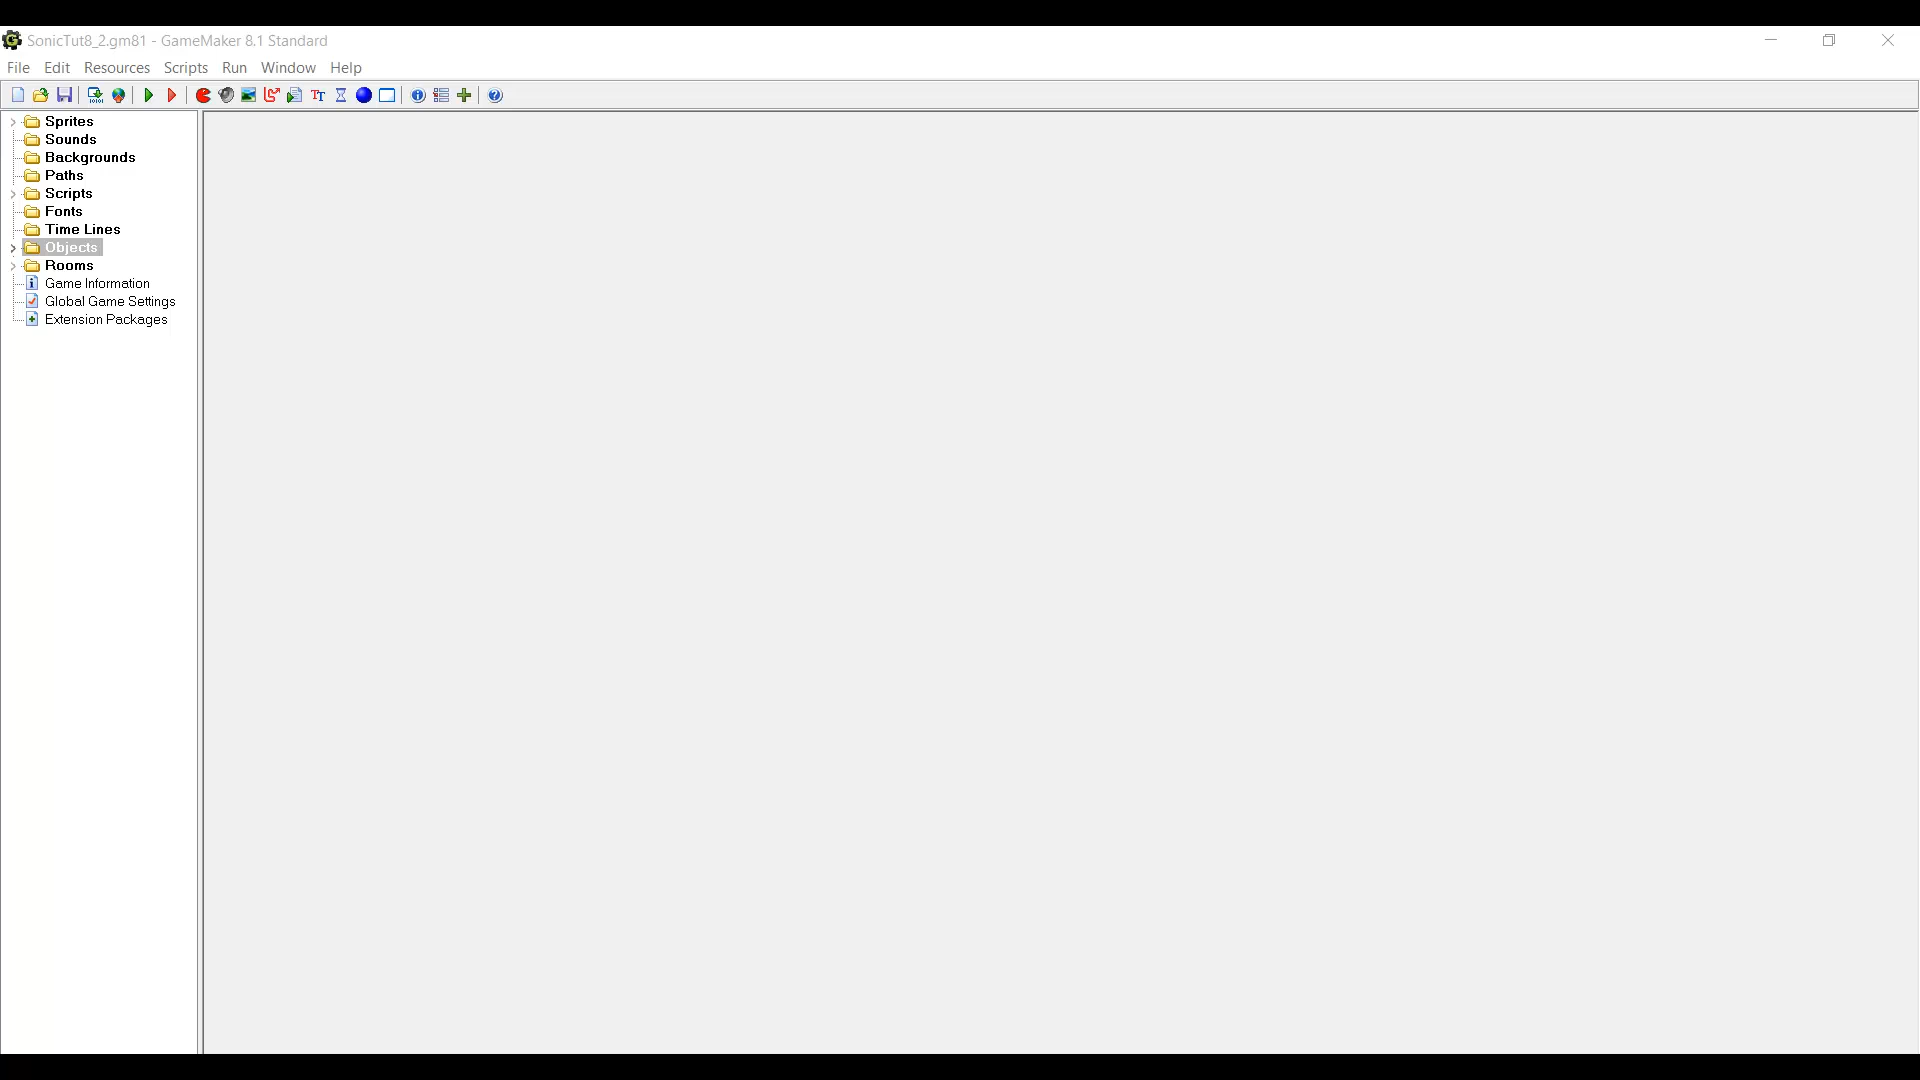 SonicTut8_2.gm81 - GameMaker 8.1 Standard
File Edit Resources Scripts Run Window Help
Sprites
Sounds
Backgrounds
Paths
Scripts
Fonts
Time Lines
Objects
Rooms
Game Information
Global Game Settings
Extension Packages